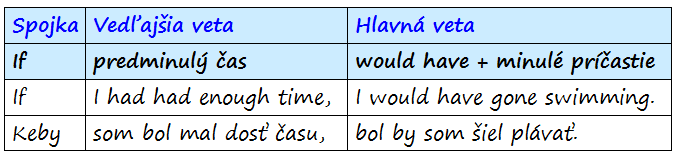 Spojka Vedľajšia veta Hlavná veta
If predminulý čas would have + minulé príčastie
If I had had enough time, I would have gone swimming.
Keby som bol mal dosť času, bol by som šiel plávať.